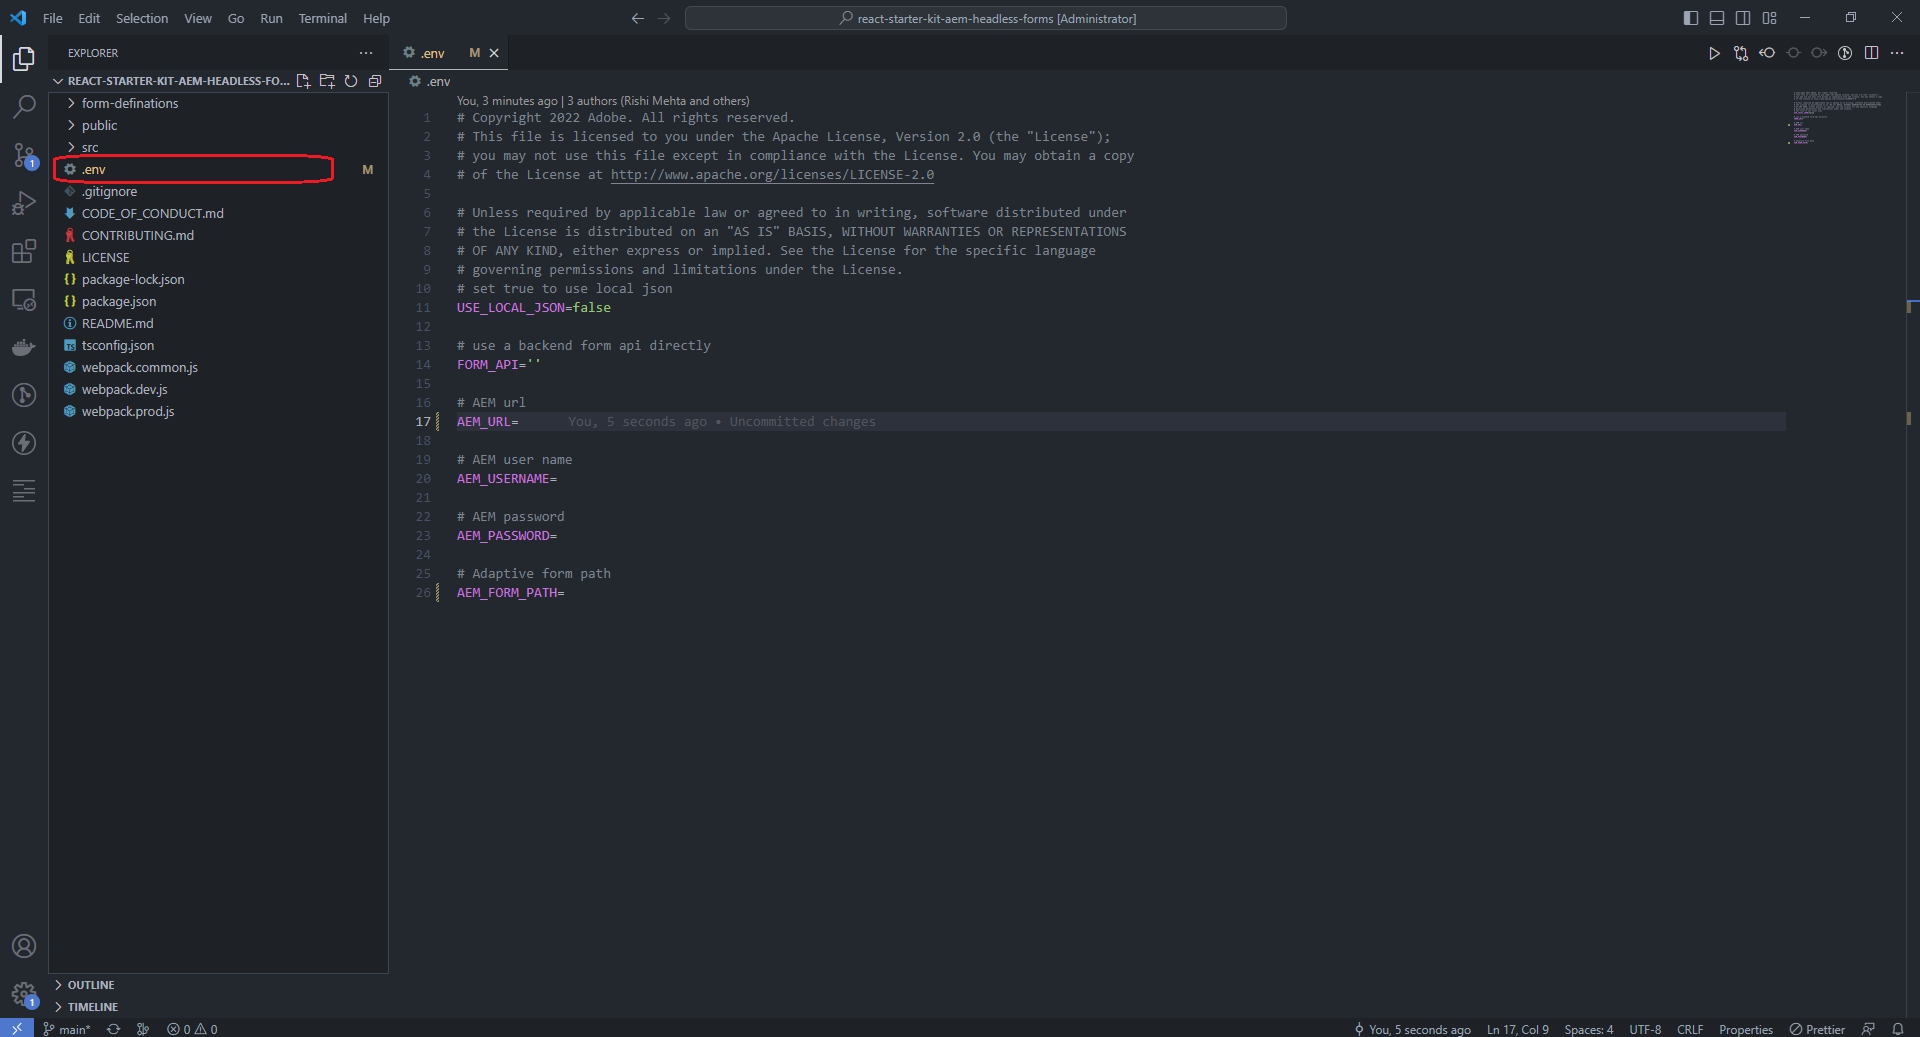 File Edit Selection View Go Run Terminal Help
react-starter-kit-aem-headless-forms [Administrator]
EXPLORER
.env M
REACT-STARTER-KIT-AEM-HEADLESS-FO...
.env
form-definations
public
src
.env M
.gitignore
CODE_OF_CONDUCT.md
CONTRIBUTING.md
LICENSE
package-lock.json
package.json
README.md
tsconfig.json
webpack.common.js
webpack.dev.js
webpack.prod.js
1
You, 3 minutes ago | 3 authors (Rishi Mehta and others)
1 # Copyright 2022 Adobe. All rights reserved.
2 # This file is licensed to you under the Apache License, Version 2.0 (the "License");
3 # you may not use this file except in compliance with the License. You may obtain a copy
4 # of the License at http://www.apache.org/licenses/LICENSE-2.0
5
6 # Unless required by applicable law or agreed to in writing, software distributed under
7 # the License is distributed on an "AS IS" BASIS, WITHOUT WARRANTIES OR REPRESENTATIONS
8 # OF ANY KIND, either express or implied. See the License for the specific language
9 # governing permissions and limitations under the License.
10 # set true to use local json
11 USE_LOCAL_JSON=false
12
13 # use a backend form api directly
14 FORM_API=''
15
16 # AEM url
17 AEM_URL= You, 5 seconds ago • Uncommitted changes
18
19 # AEM user name
20 AEM_USERNAME=
21
22 # AEM password
23 AEM_PASSWORD=
24
25 # Adaptive form path
26 AEM_FORM_PATH=
OUTLINE
TIMELINE
1
main* 0 0 You, 5 seconds ago Ln 17, Col 9 Spaces: 4 UTF-8 CRLF Properties Prettier